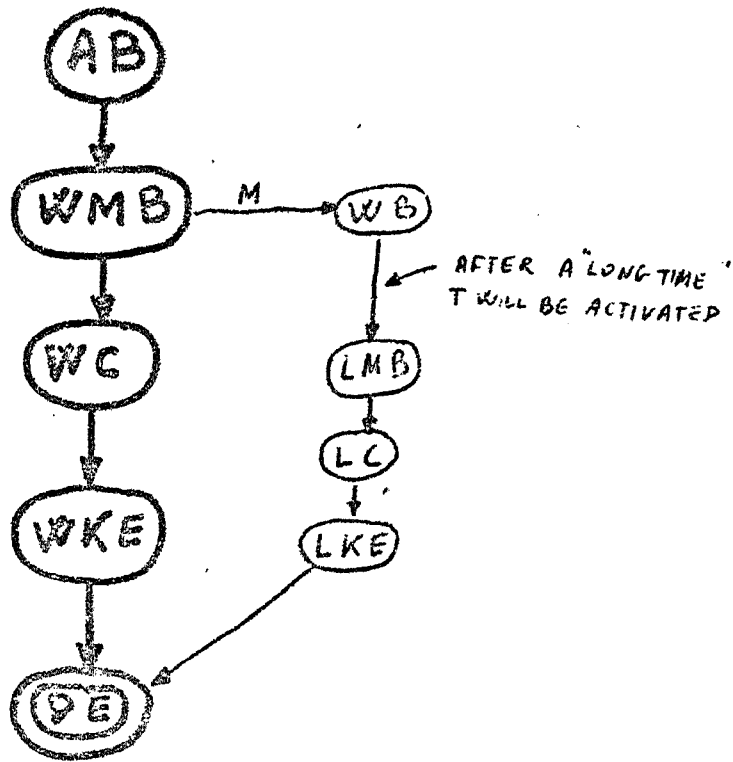 AB
WMB
M
WB
AFTER A "LONG TIME"
T WILL BE ACTIVATED
WC
LMB
LC
WKE
LKE
DE